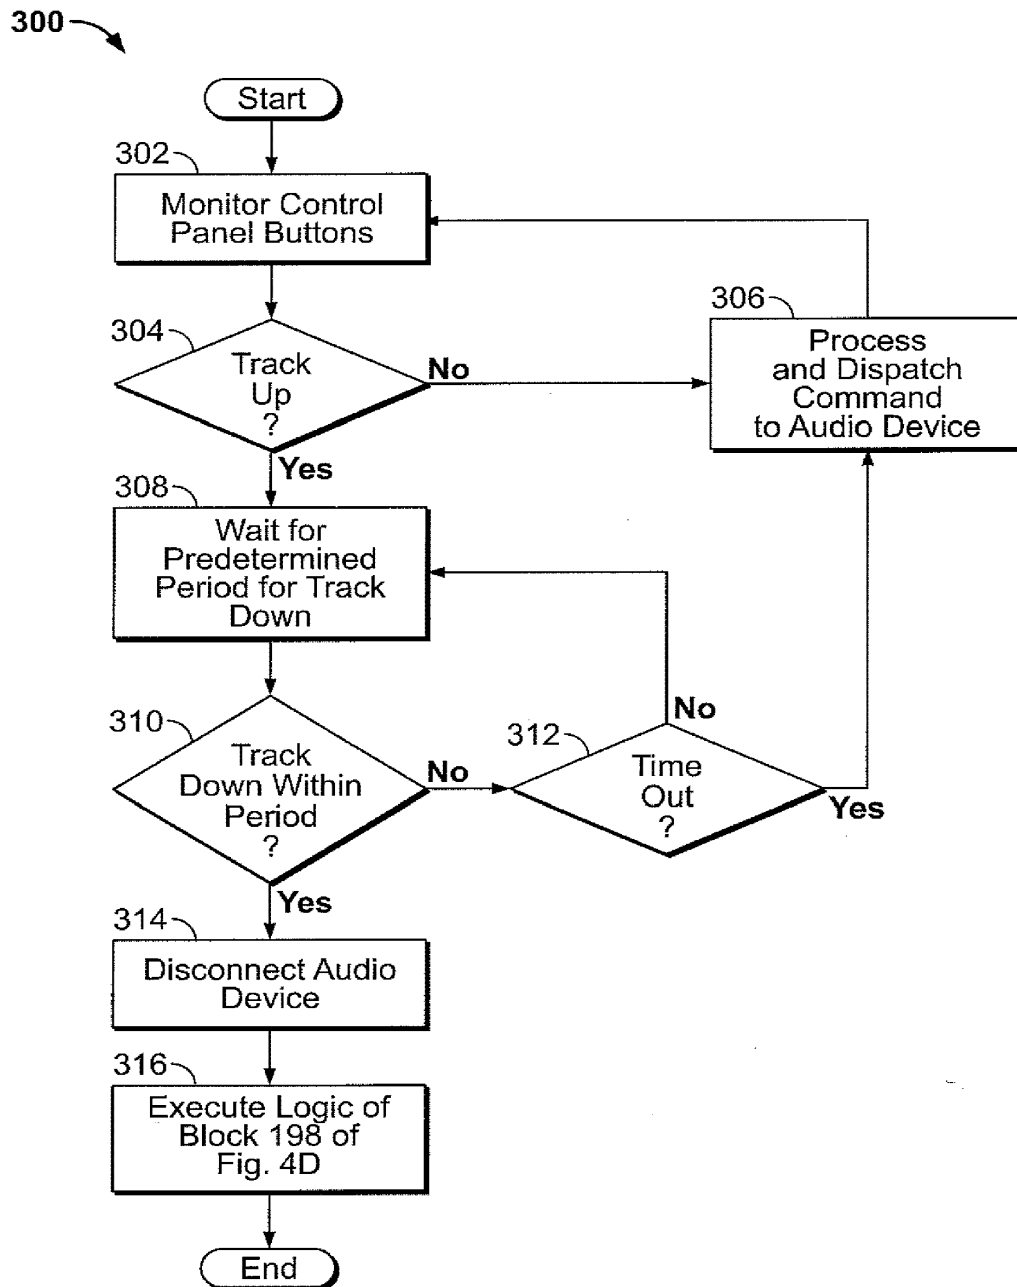 300
Start
302
Monitor Control
Panel Buttons
304
Track
Up
?
No
Yes
306
Process
and Dispatch
Command
to Audio Device
308
Wait for
Predetermined
Period for Track
Down
310
Track
Down Within
Period
?
No
Yes
312
Time
Out
?
No
Yes
314
Disconnect Audio
Device
316
Execute Logic of
Block 198 of
Fig. 4D
End